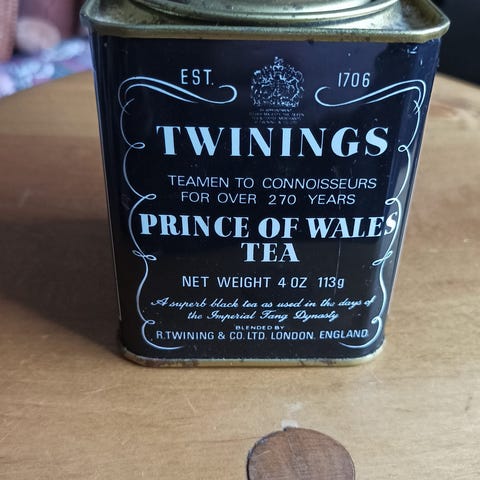 EST. 1706
TWININGS
TEAMEN TO CONNOISSEURS
FOR OVER 270 YEARS
PRINCE OF WALES
TEA
NET WEIGHT 4 OZ 113g
A superb black tea as used in the days of
the Imperial Tang Dynasty
BLENDED BY
R.TWINING & CO. LTD. LONDON, ENGLAND.